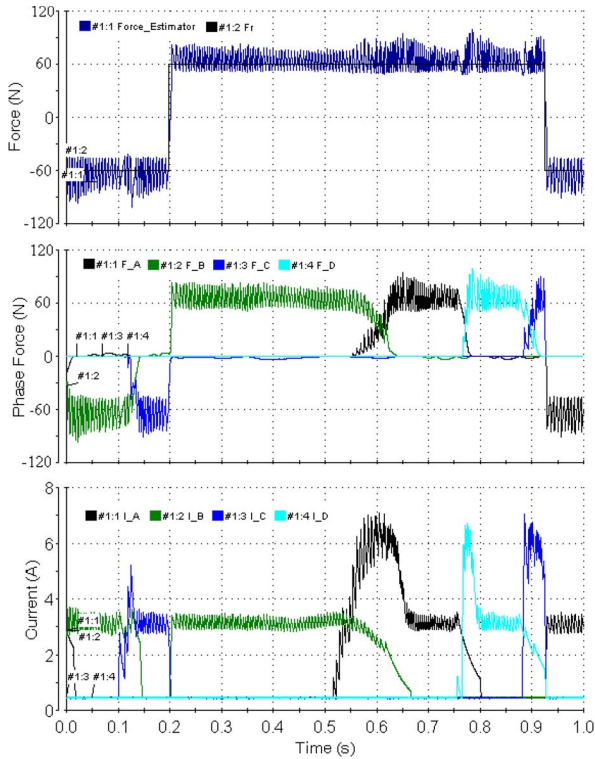 120
#1:1 Force_Estimator #1:2 Fr
60
Force (N)
0
#1:2
#1:1
-60
-120
120
#1:1 F_A #1:2 F_B #1:3 F_C #1:4 F_D
60
Phase Force (N)
#1:1 #1:3 #1:4
0
#1:2
-60
-120
8
#1:1 I_A #1:2 I_B #1:3 I_C #1:4 I_D
6
Current (A)
4
#1:1
#1:2
2
#1:3 #1:4
0
0.0 0.1 0.2 0.3 0.4 0.5 0.6 0.7 0.8 0.9 1.0
Time (s)